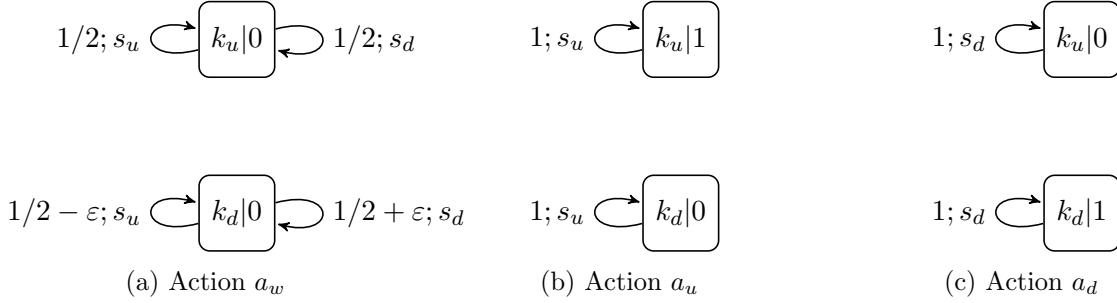 1/2; s_u k_u|0 1/2; s_d 1; s_u k_u|1 1; s_d k_u|0
1/2 − ε; s_u k_d|0 1/2 + ε; s_d 1; s_u k_d|0 1; s_d k_d|1
(a) Action a_w (b) Action a_u (c) Action a_d